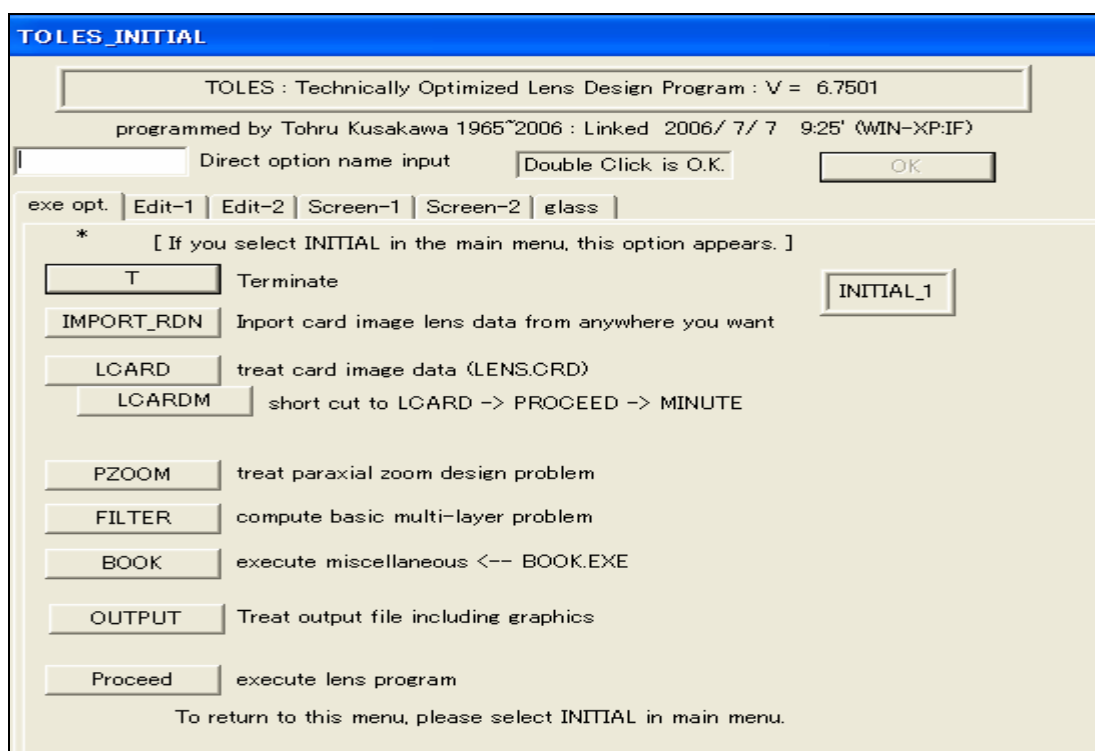 TOLES_INITIAL
TOLES : Technically Optimized Lens Design Program : V = 6.7501
programmed by Tohru Kusakawa 1965~2006 : Linked 2006/ 7/ 7 9:25' (WIN-XP:IF)
Direct option name input Double Click is O.K. OK
exe opt. Edit-1 Edit-2 Screen-1 Screen-2 glass
* [ If you select INITIAL in the main menu, this option appears. ]
T Terminate INITIAL_1
IMPORT_RDN Inport card image lens data from anywhere you want
LCARD treat card image data (LENS.CRD)
LCARDM short cut to LCARD -> PROCEED -> MINUTE
PZOOM treat paraxial zoom design problem
FILTER compute basic multi-layer problem
BOOK execute miscellaneous <-- BOOK.EXE
OUTPUT Treat output file including graphics
Proceed execute lens program
To return to this menu, please select INITIAL in main menu.